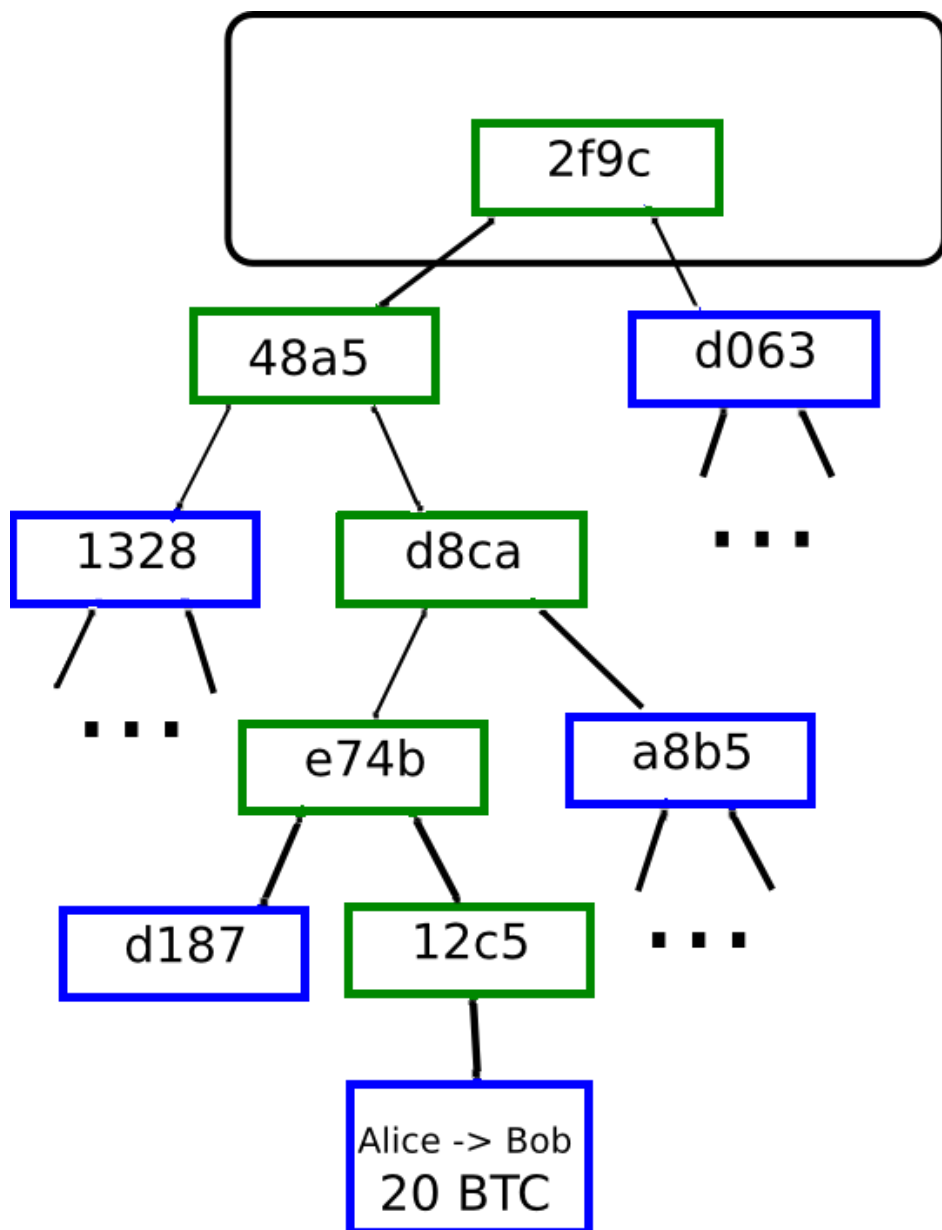 2f9c
48a5
d063
1328
d8ca
...
e74b
a8b5
...
d187
12c5
...
Alice -> Bob
20 BTC